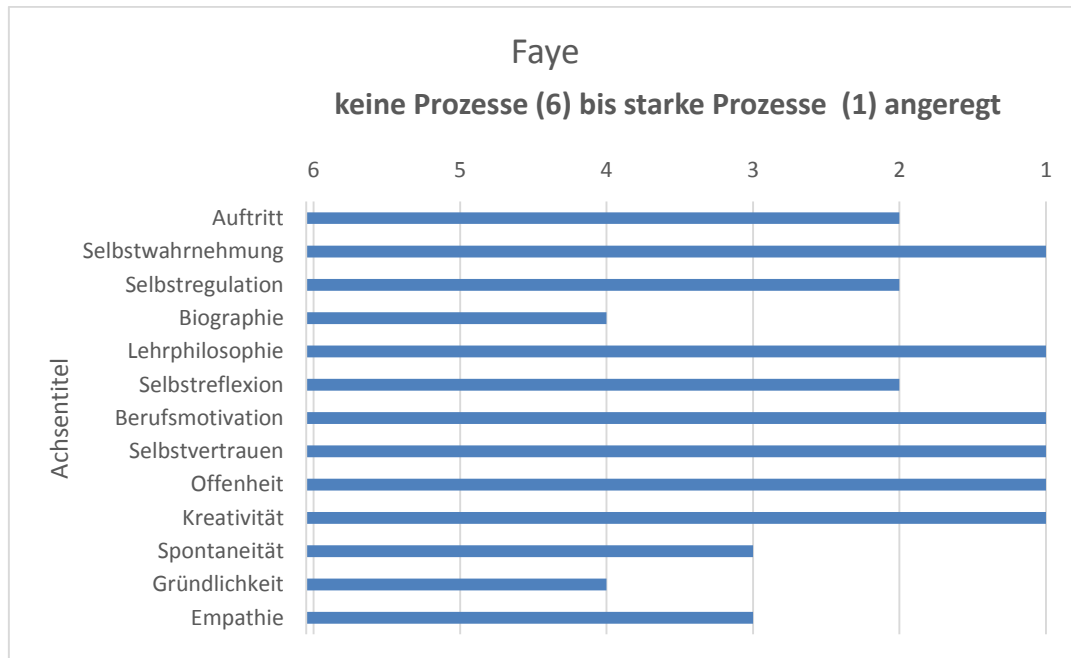 Faye
keine Prozesse (6) bis starke Prozesse (1) angeregt
6 5 4 3 2 1
Auftritt
Selbstwahrnehmung
Selbstregulation
Biographie
Lehrphilosophie
Selbstreflexion
Berufsmotivation
Selbstvertrauen
Offenheit
Kreativität
Spontaneität
Gründlichkeit
Empathie
Achsentitel